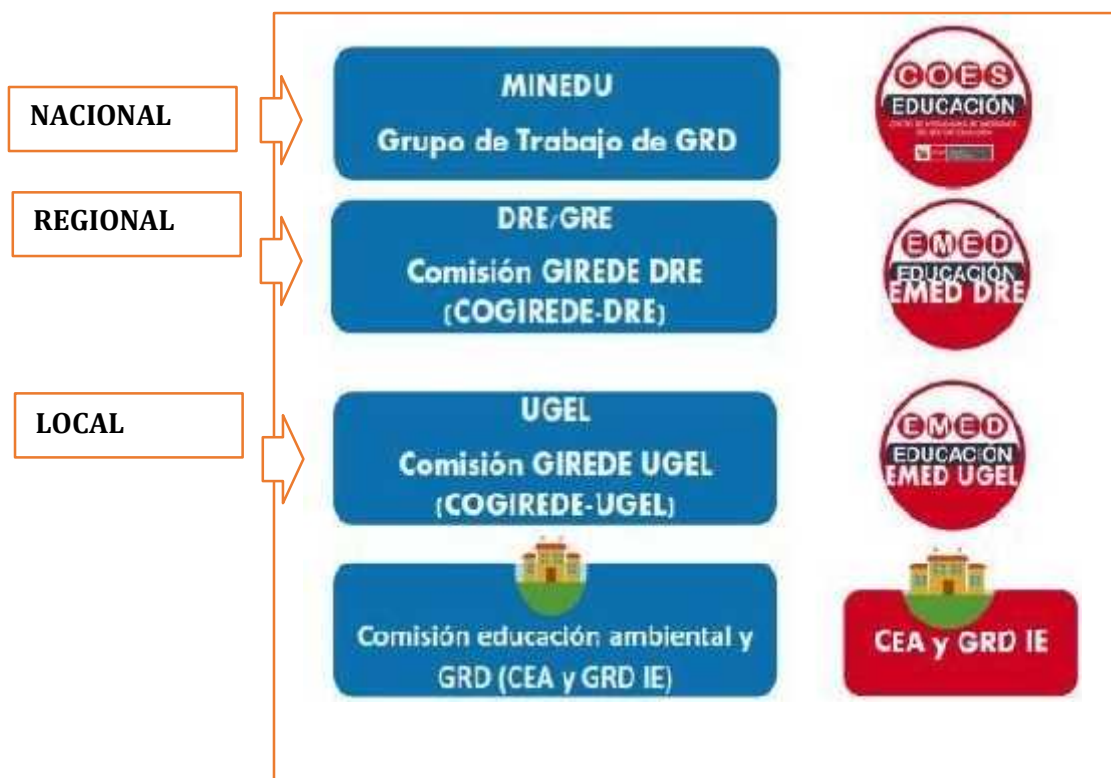 NACIONAL
MINEDU
Grupo de Trabajo de GRD
COES
EDUCACIÓN
REGIONAL
DRE/GRE
Comisión GIREDE DRE
(COGIREDE-DRE)
EMED
EDUCACIÓN
EMED DRE
LOCAL
UGEL
Comisión GIREDE UGEL
(COGIREDE-UGEL)
EMED
EDUCACIÓN
EMED UGEL
Comisión educación ambiental y
GRD (CEA y GRD IE)
CEA y GRD IE